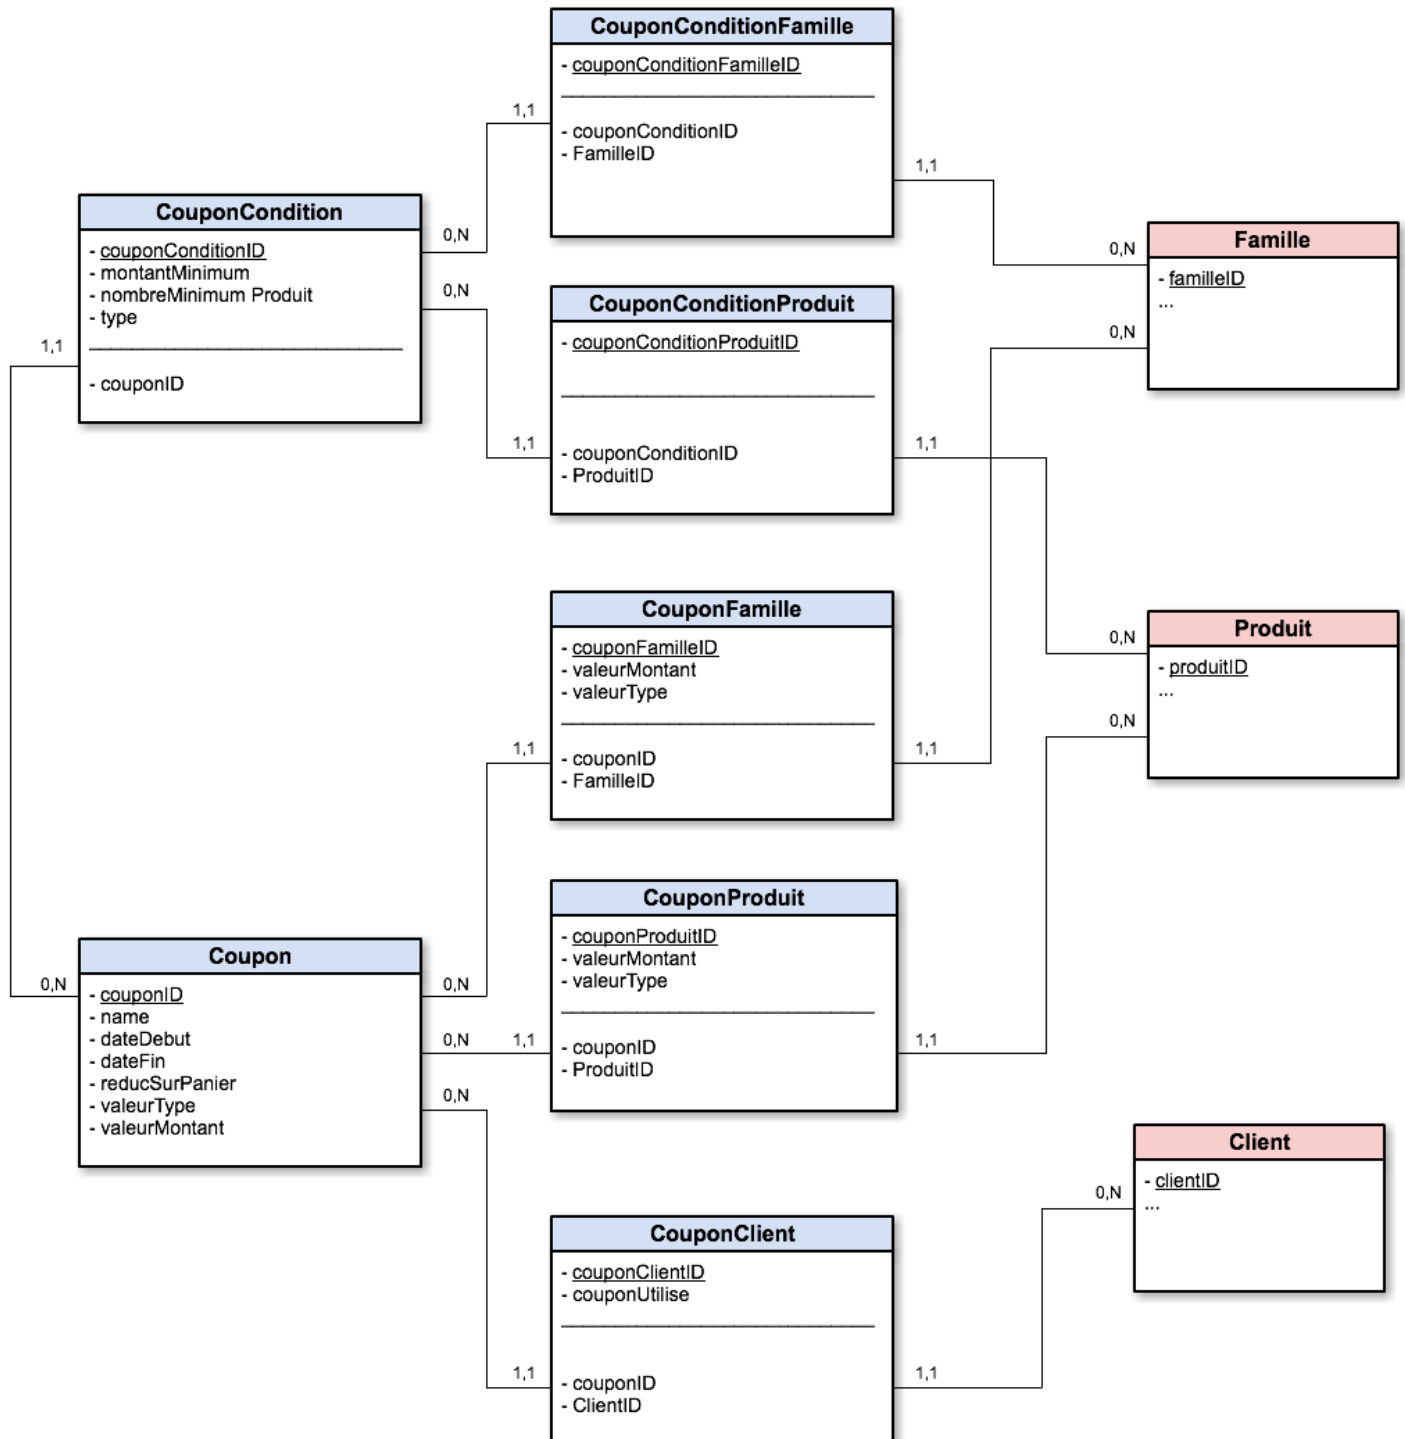 CouponConditionFamille
- couponConditionFamilleID
- couponConditionID
- FamilleID
1,1
1,1
CouponCondition
- couponConditionID
- montantMinimum
- nombreMinimum Produit
- type
- couponID
0,N
0,N
1,1
Famille
- familleID
...
0,N
0,N
CouponConditionProduit
- couponConditionProduitID
- couponConditionID
- ProduitID
1,1
1,1
CouponFamille
- couponFamilleID
- valeurMontant
- valeurType
- couponID
- FamilleID
1,1
1,1
Produit
- produitID
...
0,N
0,N
CouponProduit
- couponProduitID
- valeurMontant
- valeurType
- couponID
- ProduitID
1,1
1,1
Coupon
- couponID
- name
- dateDebut
- dateFin
- reducSurPanier
- valeurType
- valeurMontant
0,N
0,N
0,N
0,N
Client
- clientID
...
0,N
CouponClient
- couponClientID
- couponUtilise
- couponID
- ClientID
1,1
1,1